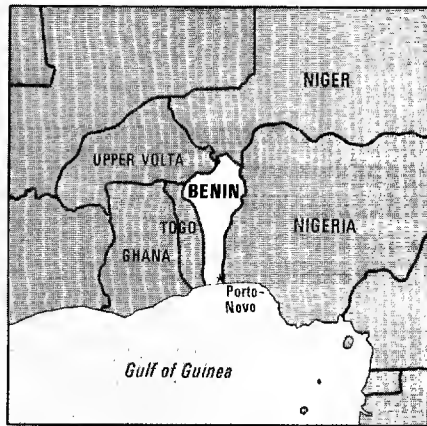 NIGER
UPPER VOLTA
BENIN
TOGO
NIGERIA
GHANA
Porto-
Novo
Gulf of Guinea